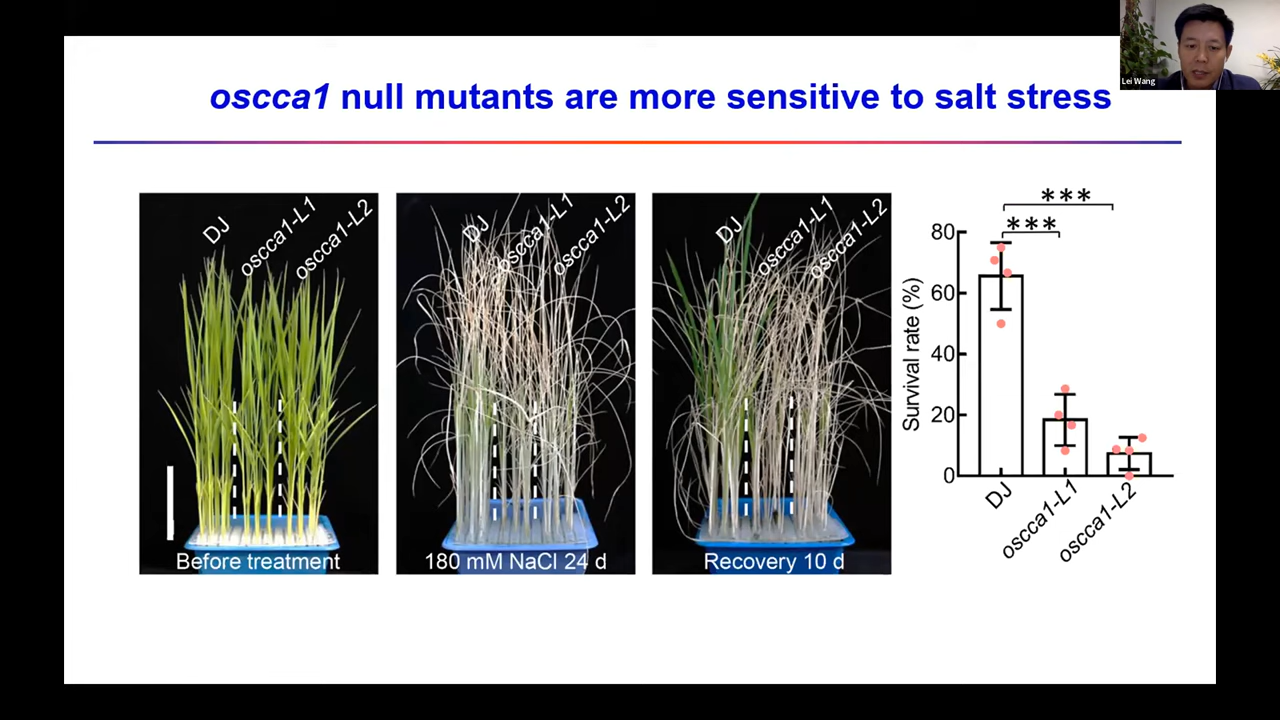 Lei Wang
oscca1 null mutants are more sensitive to salt stress
DJ
oscca1-L1
oscca1-L2
Before treatment
DJ
oscca1-L1
oscca1-L2
180 mM NaCl 24 d
DJ
oscca1-L1
oscca1-L2
Recovery 10 d
***
***
Survival rate (%)
80
60
40
20
0
DJ
oscca1-L1
oscca1-L2